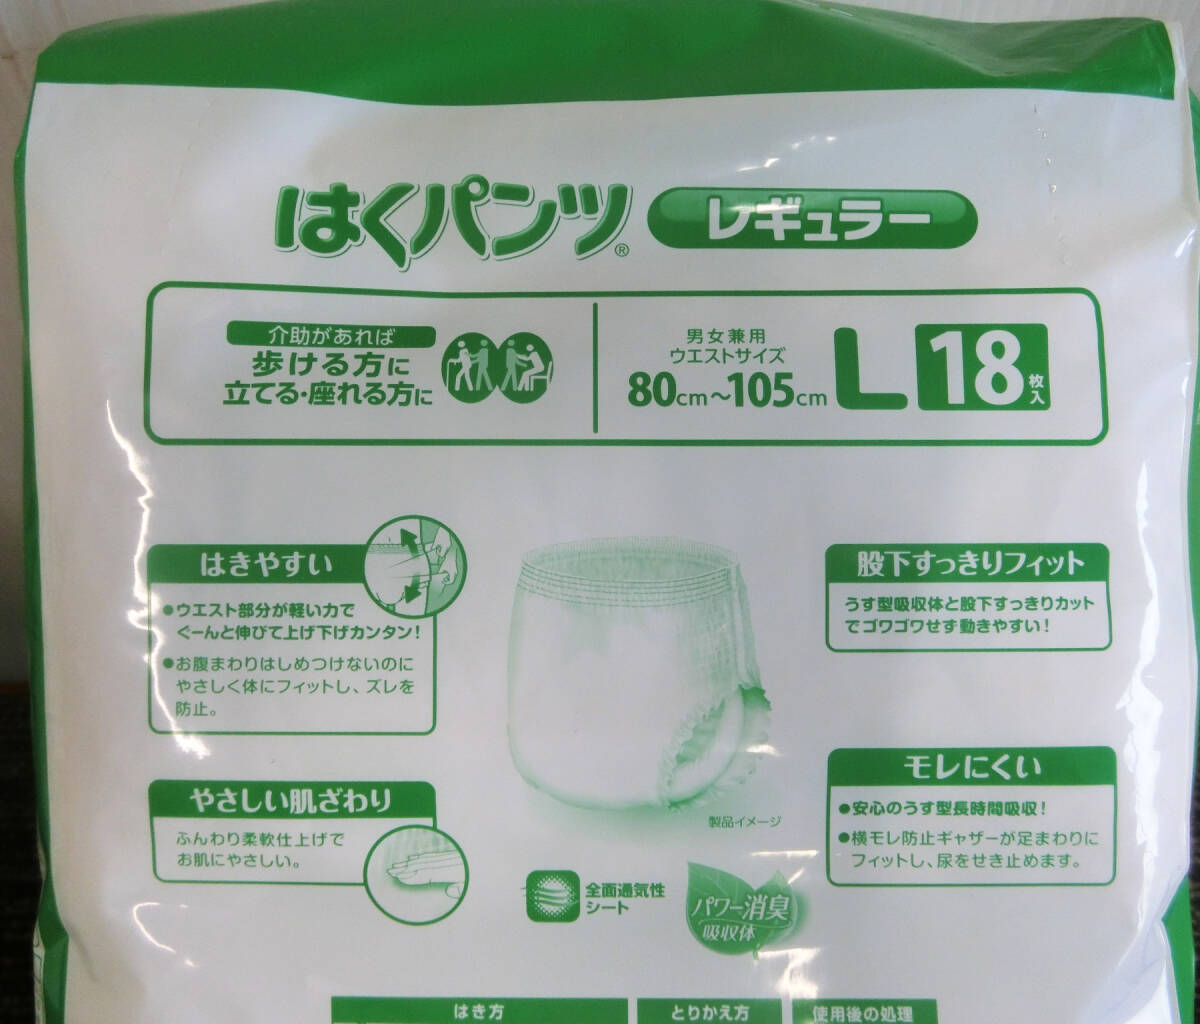 はくパンツ®
レギュラー
介助があれば
歩ける方に
立てる・座れる方に
男女兼用
ウエストサイズ
80cm～105cm
L
18枚入
はきやすい
●ウエスト部分が軽い力で
ぐーんと伸びて上げ下げカンタン！
●お腹まわりはしめつけないのに
やさしく体にフィットし、ズレを
防止。
やさしい肌ざわり
ふんわり柔軟仕上げで
お肌にやさしい。
製品イメージ
全面通気性
シート
パワー消臭
吸収体
股下すっきりフィット
うす型吸収体と股下すっきりカット
でゴワゴワせず動きやすい！
モレにくい
●安心のうす型長時間吸収！
●横モレ防止ギャザーが足まわりに
フィットし、尿をせき止めます。
はき方
とりかえ方
使用後の処理